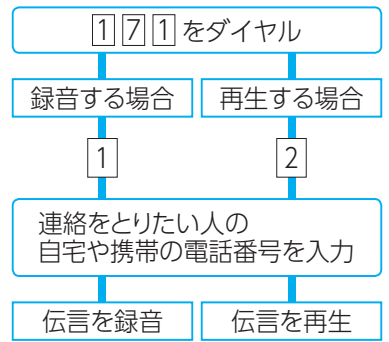 171をダイヤル
録音する場合
再生する場合
1
2
連絡をとりたい人の
自宅や携帯の電話番号を入力
伝言を録音
伝言を再生